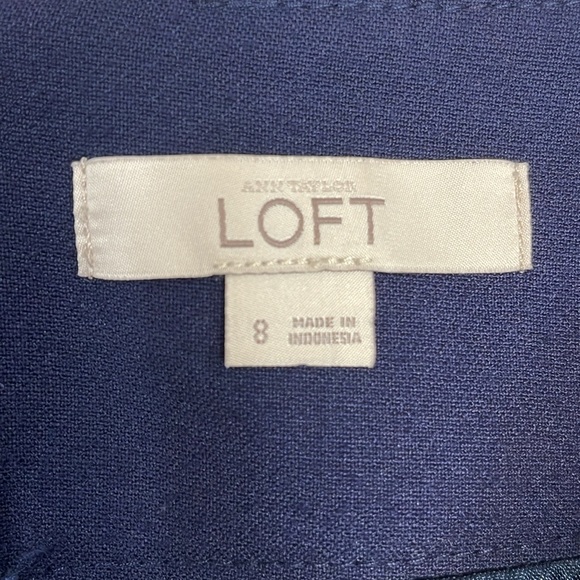 ANN TAYLOR
LOFT
8
MADE IN
INDONESIA